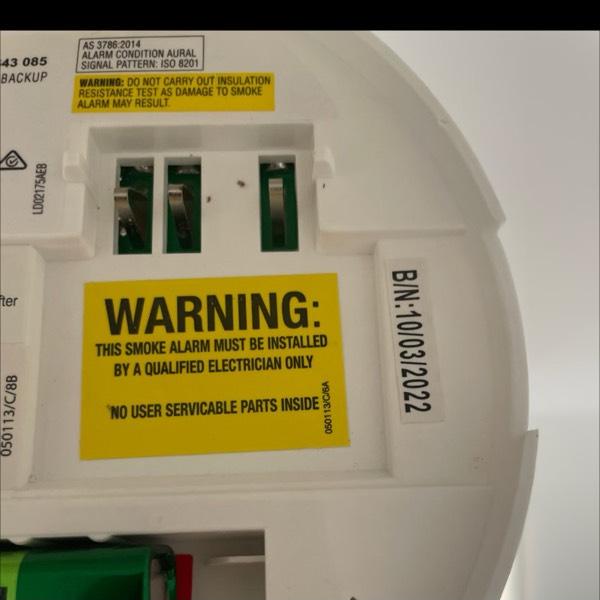 AS 3786:2014
ALARM CONDITION AURAL
SIGNAL PATTERN: ISO 8201
43 085
BACKUP
WARNING: DO NOT CARRY OUT INSULATION
RESISTANCE TEST AS DAMAGE TO SMOKE
ALARM MAY RESULT.
LD02175AEB
fter
WARNING:
THIS SMOKE ALARM MUST BE INSTALLED
BY A QUALIFIED ELECTRICIAN ONLY
NO USER SERVICABLE PARTS INSIDE
050113/C/6A
B/N:10/03/2022
050113/C/8B